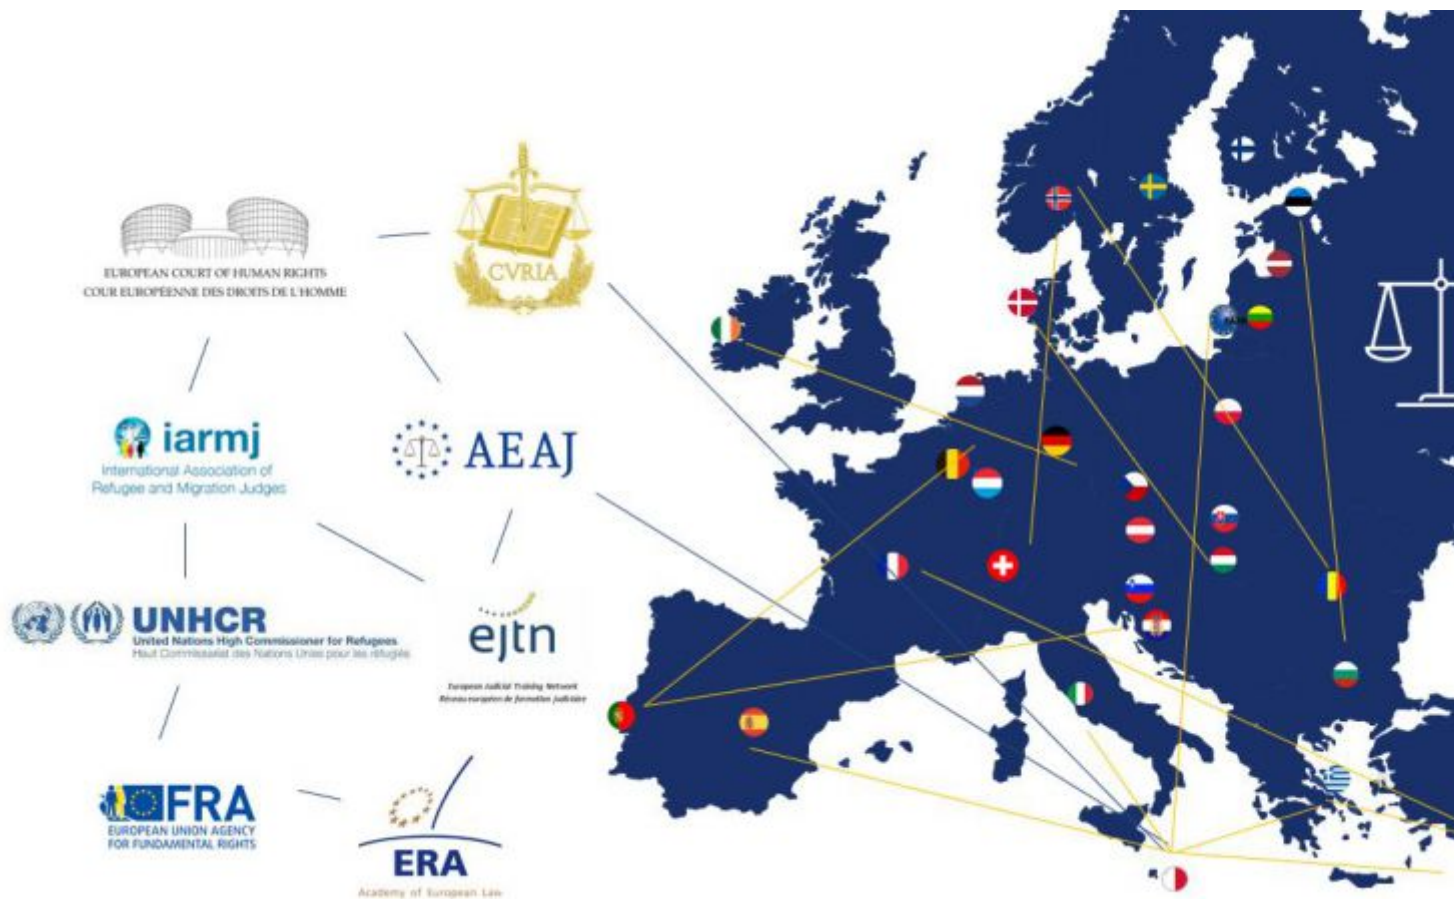 CVRIA
EUROPEAN COURT OF HUMAN RIGHTS
COUR EUROPÉENNE DES DROITS DE L'HOMME
iarmj
International Association of
Refugee and Migration Judges
AEAJ
UNHCR
United Nations High Commissioner for Refugees
Haut Commissariat des Nations Unies pour les réfugiés
ejtn
European Judicial Training Network
Réseau européen de formation judiciaire
FRA
EUROPEAN UNION AGENCY
FOR FUNDAMENTAL RIGHTS
ERA
Academy of European Law